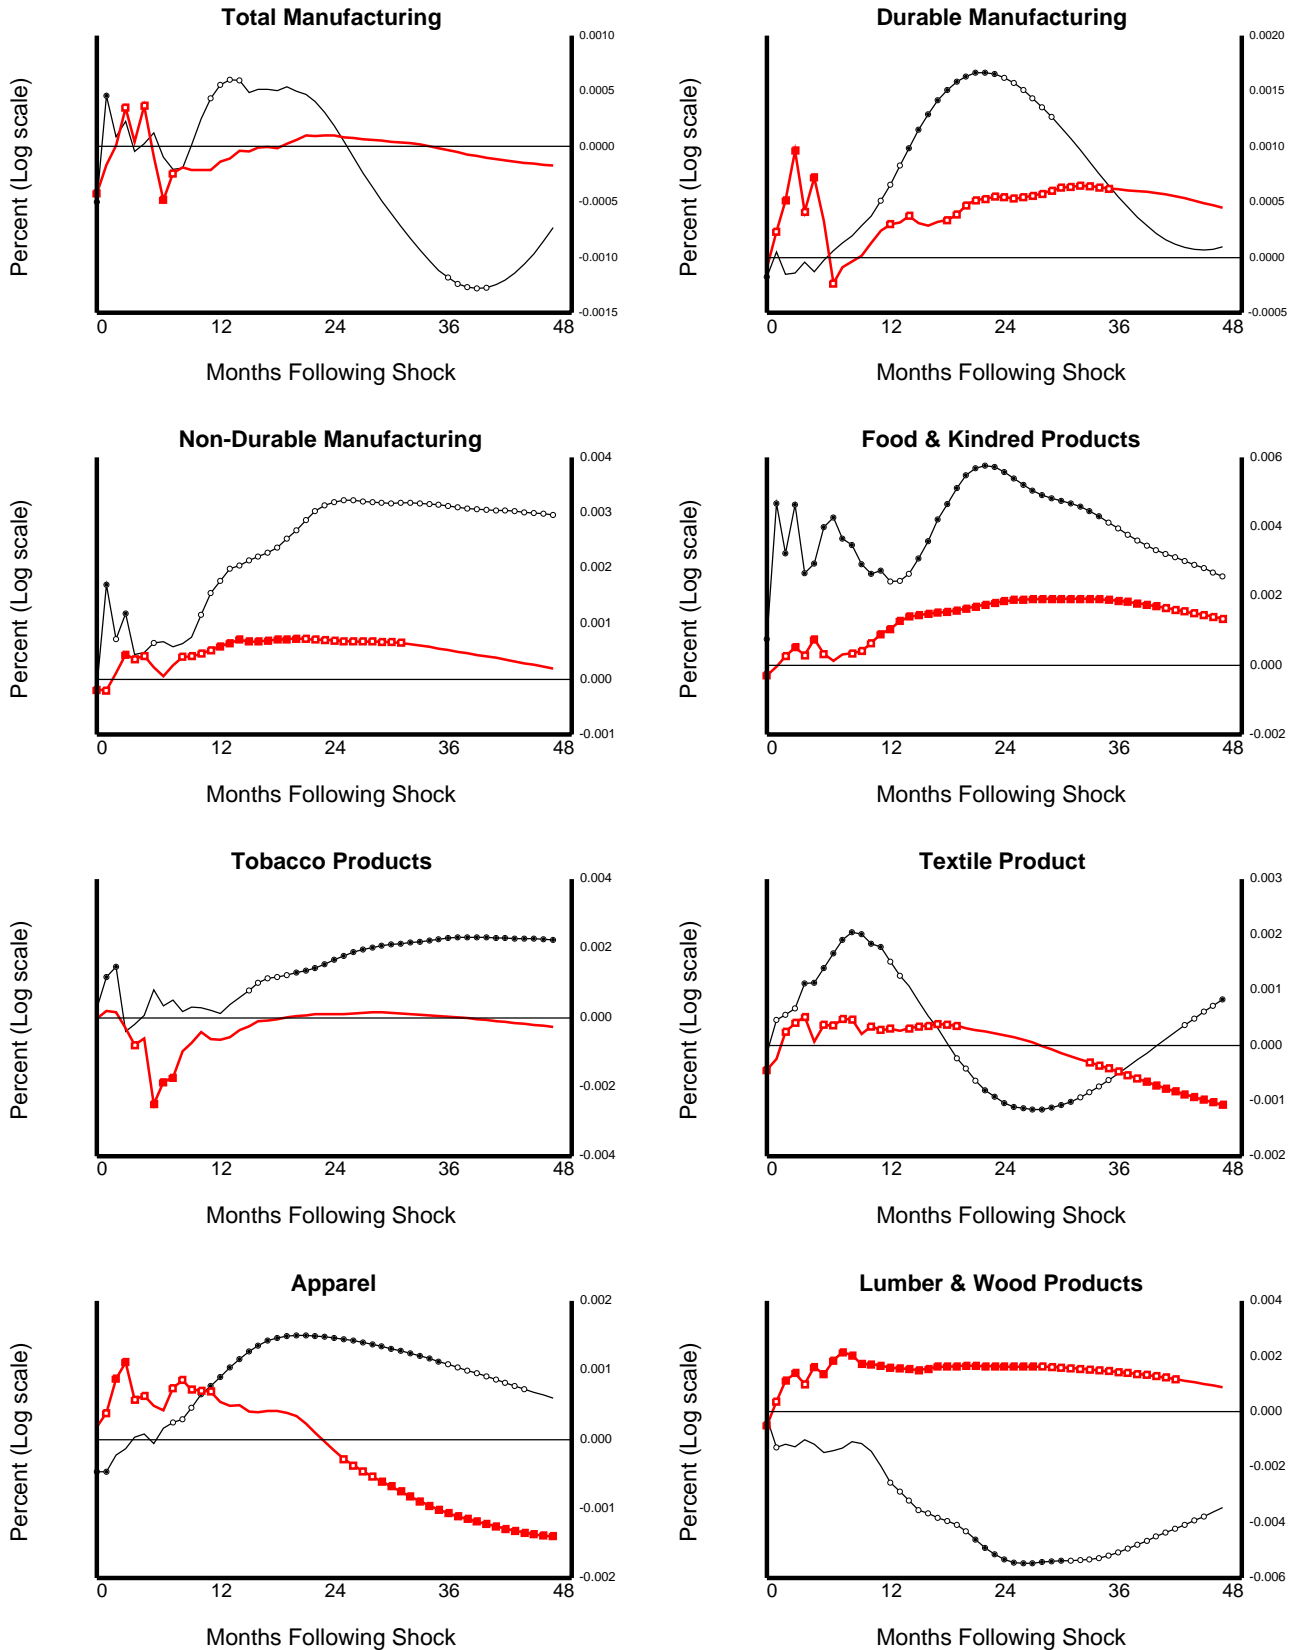 Total Manufacturing
Percent (Log scale)
0.0010
0.0005
0.0000
-0.0005
-0.0010
-0.0015
0 12 24 36 48
Months Following Shock
Durable Manufacturing
Percent (Log scale)
0.0020
0.0015
0.0010
0.0005
0.0000
-0.0005
0 12 24 36 48
Months Following Shock
Non-Durable Manufacturing
Percent (Log scale)
0.004
0.003
0.002
0.001
0.000
-0.001
0 12 24 36 48
Months Following Shock
Food & Kindred Products
Percent (Log scale)
0.006
0.004
0.002
0.000
-0.002
0 12 24 36 48
Months Following Shock
Tobacco Products
Percent (Log scale)
0.004
0.002
0.000
-0.002
-0.004
0 12 24 36 48
Months Following Shock
Textile Product
Percent (Log scale)
0.003
0.002
0.001
0.000
-0.001
-0.002
0 12 24 36 48
Months Following Shock
Apparel
Percent (Log scale)
0.002
0.001
0.000
-0.001
-0.002
0 12 24 36 48
Months Following Shock
Lumber & Wood Products
Percent (Log scale)
0.004
0.002
0.000
-0.002
-0.004
-0.006
0 12 24 36 48
Months Following Shock